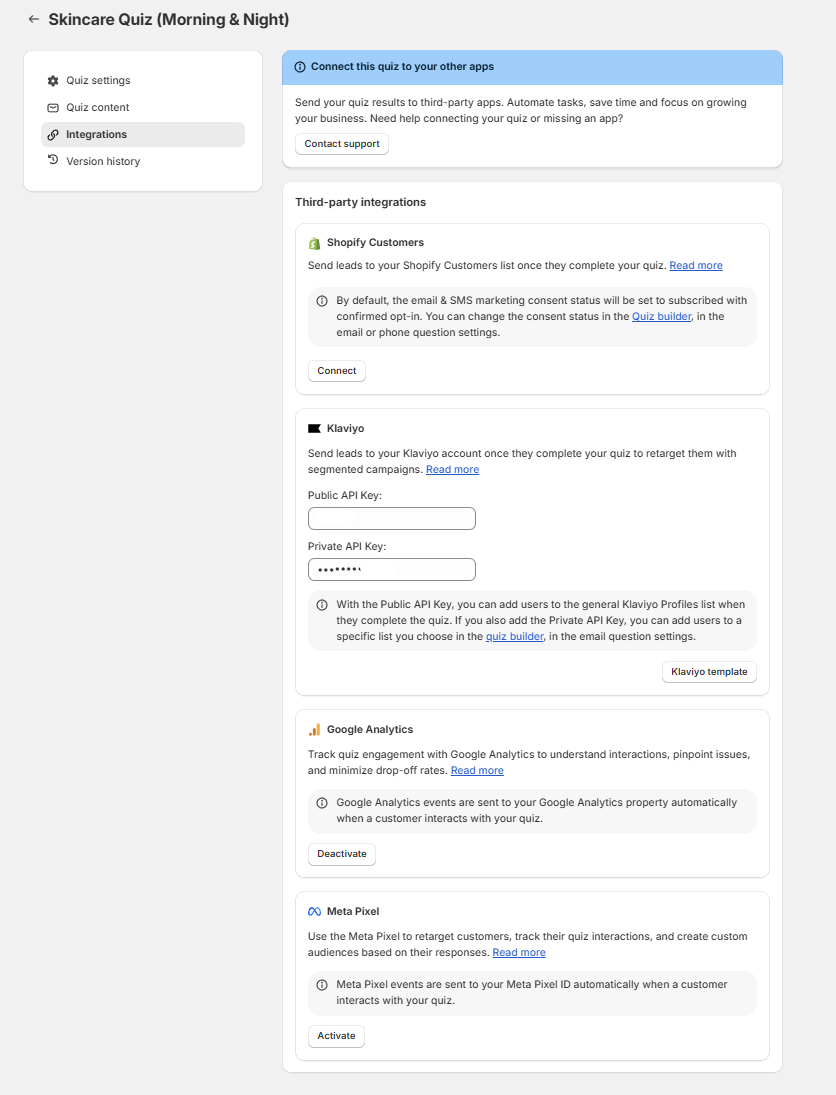 Skincare Quiz (Morning & Night)
Quiz settings
Quiz content
Integrations
Version history
Connect this quiz to your other apps
Send your quiz results to third-party apps. Automate tasks, save time and focus on growing
your business. Need help connecting your quiz or missing an app?
Contact support
Third-party integrations
Shopify Customers
Send leads to your Shopify Customers list once they complete your quiz. Read more
By default, the email & SMS marketing consent status will be set to subscribed with
confirmed opt-in. You can change the consent status in the Quiz builder, in the
email or phone question settings.
Connect
Klaviyo
Send leads to your Klaviyo account once they complete your quiz to retarget them with
segmented campaigns. Read more
Public API Key:
Private API Key:
With the Public API Key, you can add users to the general Klaviyo Profiles list when
they complete the quiz. If you also add the Private API Key, you can add users to a
specific list you choose in the quiz builder, in the email question settings.
Klaviyo template
Google Analytics
Track quiz engagement with Google Analytics to understand interactions, pinpoint issues,
and minimize drop-off rates. Read more
Google Analytics events are sent to your Google Analytics property automatically
when a customer interacts with your quiz.
Deactivate
Meta Pixel
Use the Meta Pixel to retarget customers, track their quiz interactions, and create custom
audiences based on their responses. Read more
Meta Pixel events are sent to your Meta Pixel ID automatically when a customer
interacts with your quiz.
Activate